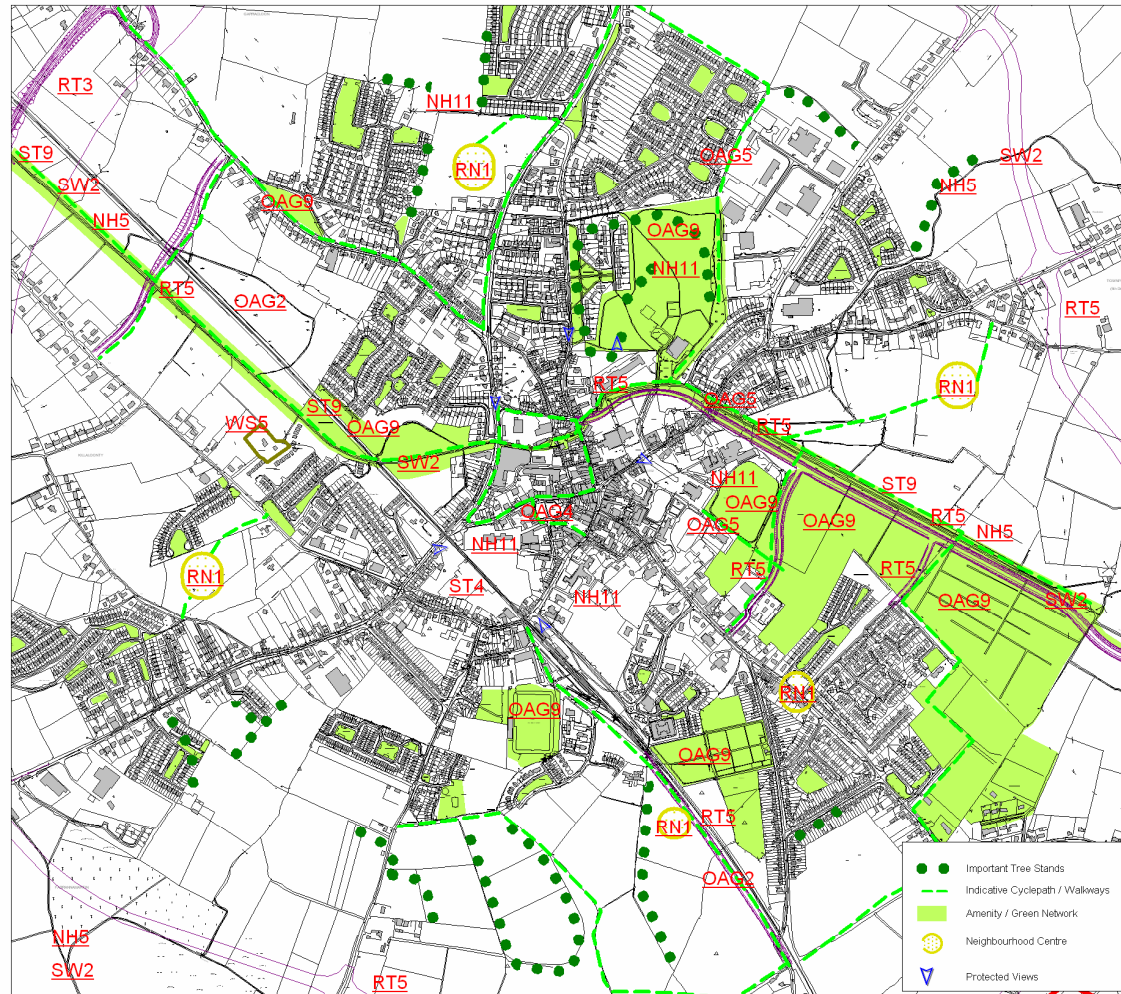 RT3
NH11
ST9
RN1
OAG5
SW2
SW2
NH5
OAG9
NH5
OAG9
NH11
RT5
OAG2
RT5
RT5
RN1
OAG5
ST9
RT5
WS5
OAG9
SW2
NH11
ST9
OAG9
OAG4
OAG5
OAG9
RT5
NH5
NH11
RT5
RT5
RN1
ST4
NH11
OAG9
SW2
RN1
OAG9
OAG9
RN1
RT5
OAG2
NH5
SW2
RT5
Important Tree Stands
Indicative Cyclepath / Walkways
Amenity / Green Network
Neighbourhood Centre
Protected Views